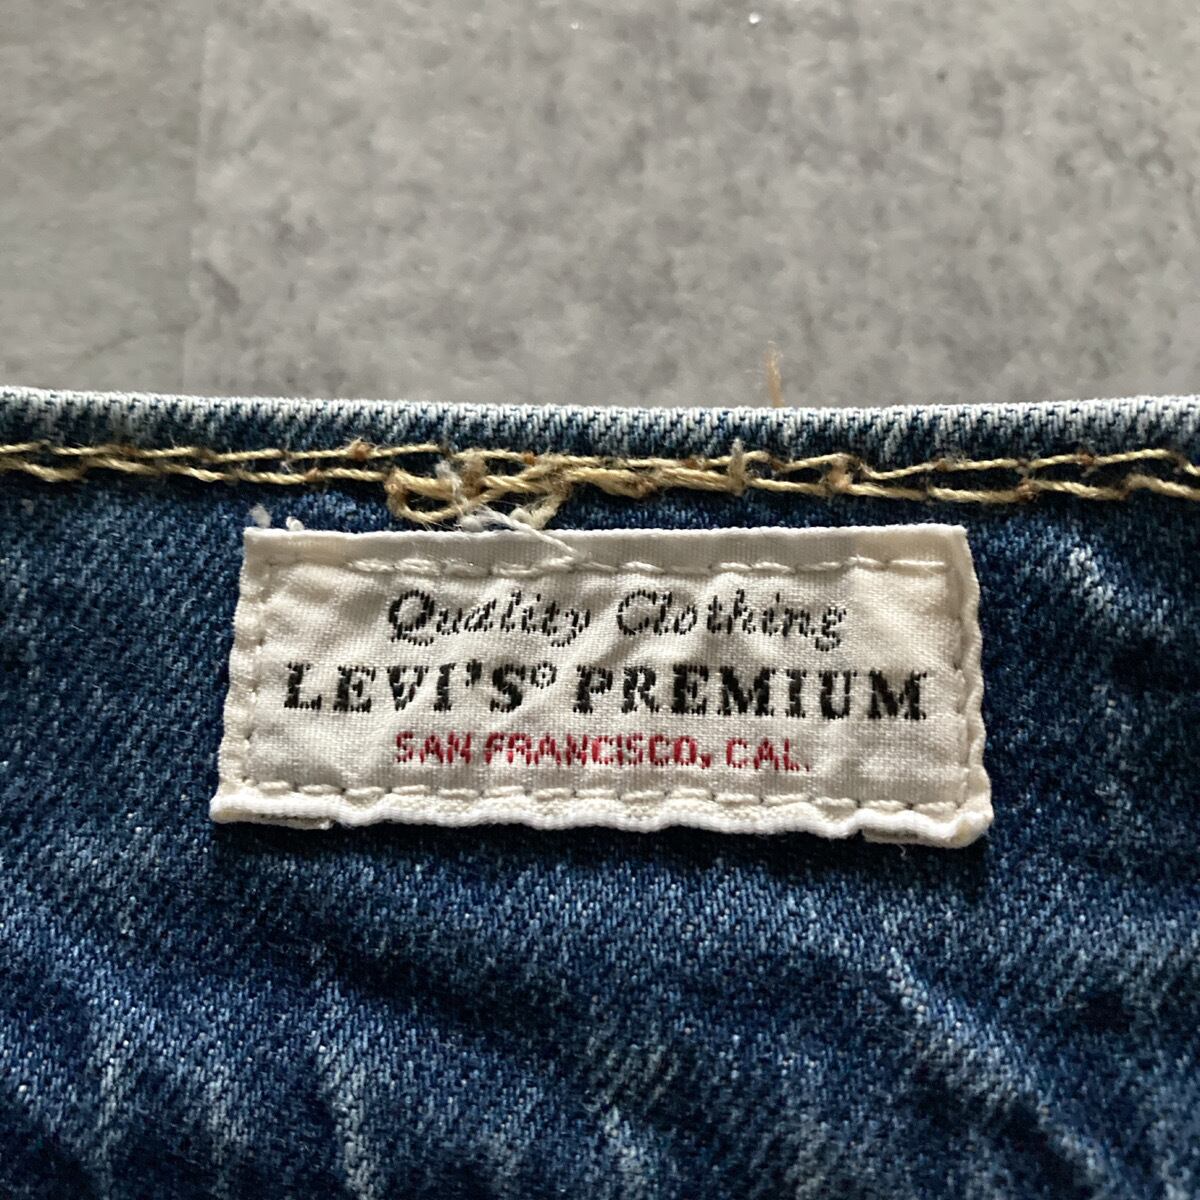 Quality Clothing
LEVI'S® PREMIUM
SAN FRANCISCO, CAL.